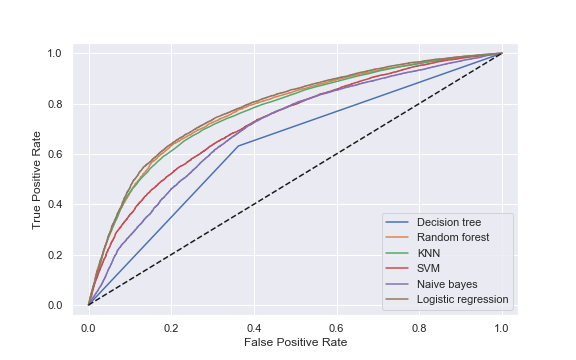 1.0
0.8
0.6
0.4
0.2
0.0
True Positive Rate
0.0 0.2 0.4 0.6 0.8 1.0
False Positive Rate
Decision tree
Random forest
KNN
SVM
Naive bayes
Logistic regression